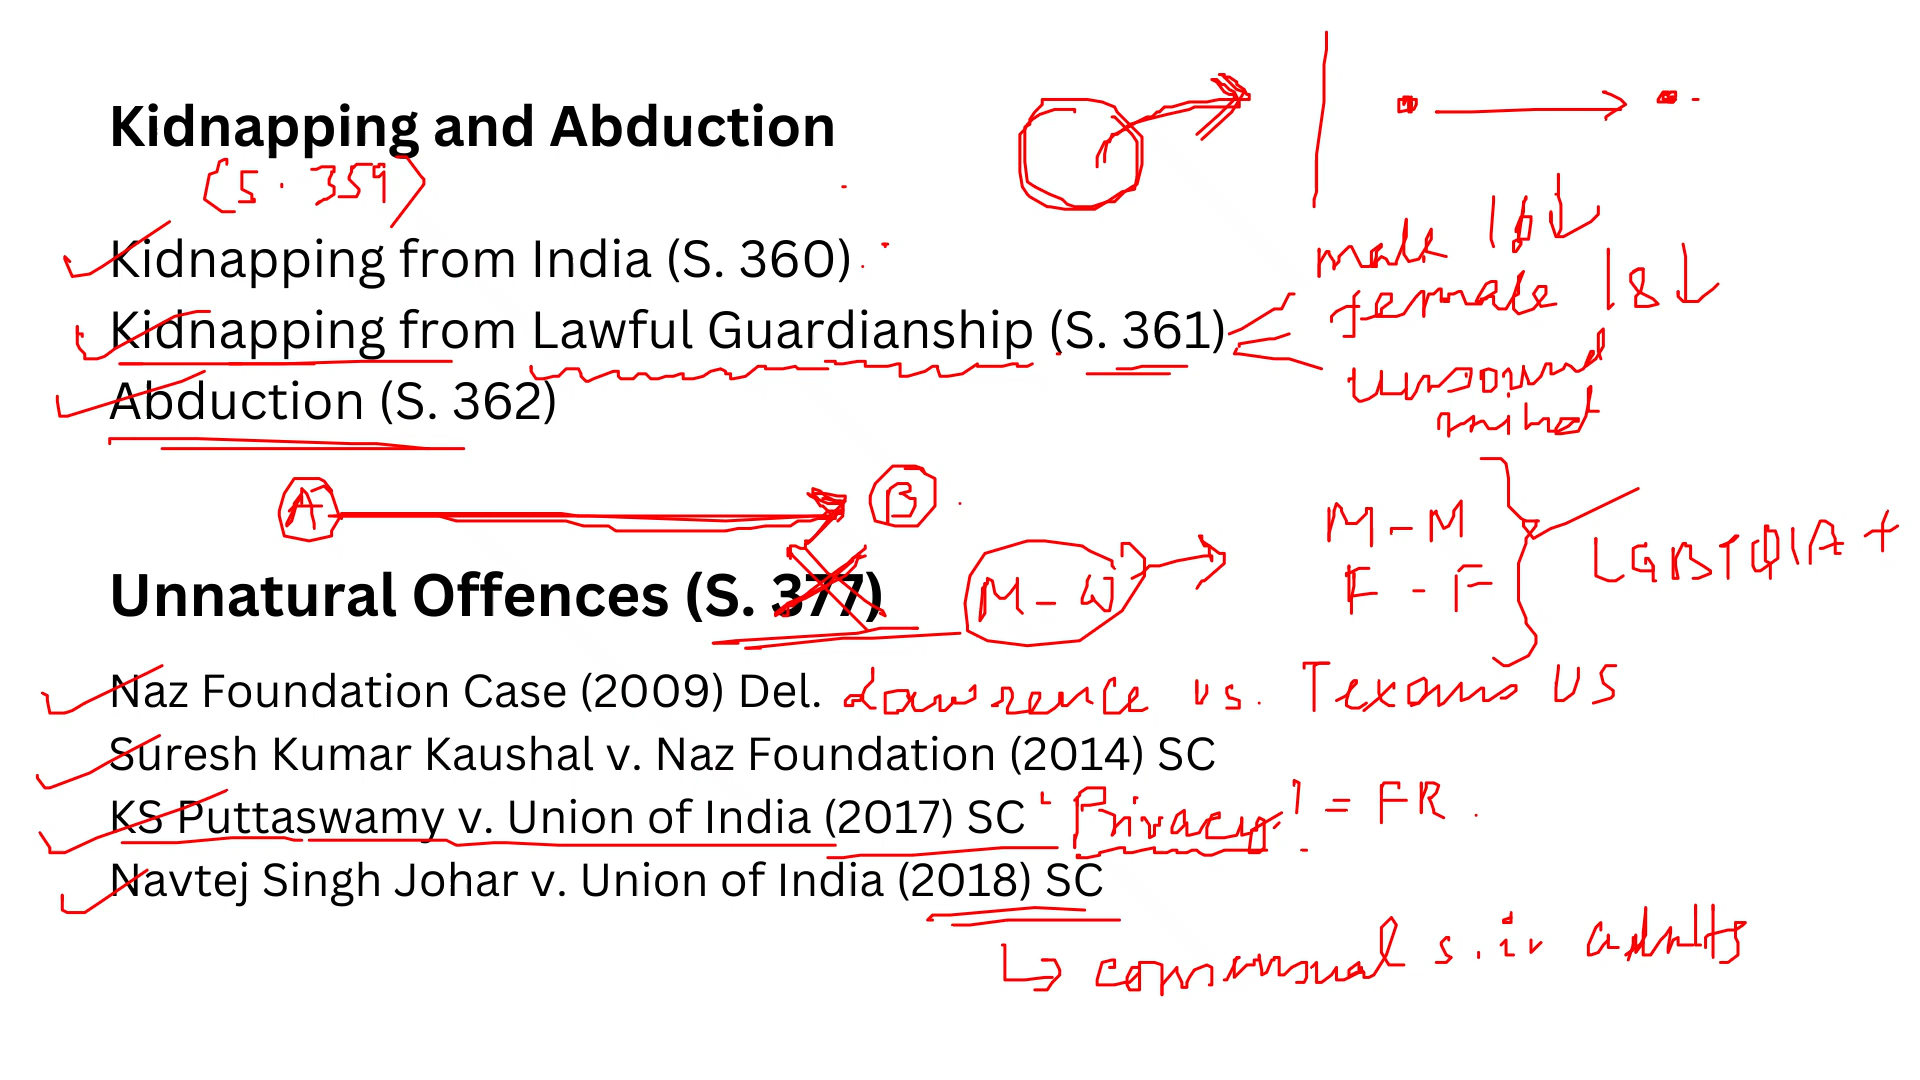 Kidnapping and Abduction
(S. 359)
Kidnapping from India (S. 360)
male 16↓
female 18↓
Kidnapping from Lawful Guardianship (S. 361)
unsound
mind
Abduction (S. 362)
A
B
M - M
F - F
LGBTQIA +
Unnatural Offences (S. 377)
M - W
Naz Foundation Case (2009) Del. Lawrence vs. Texas US
Suresh Kumar Kaushal v. Naz Foundation (2014) SC
KS Puttaswamy v. Union of India (2017) SC 'Privacy' = FR.
Navtej Singh Johar v. Union of India (2018) SC
↳ consensual s. in adults